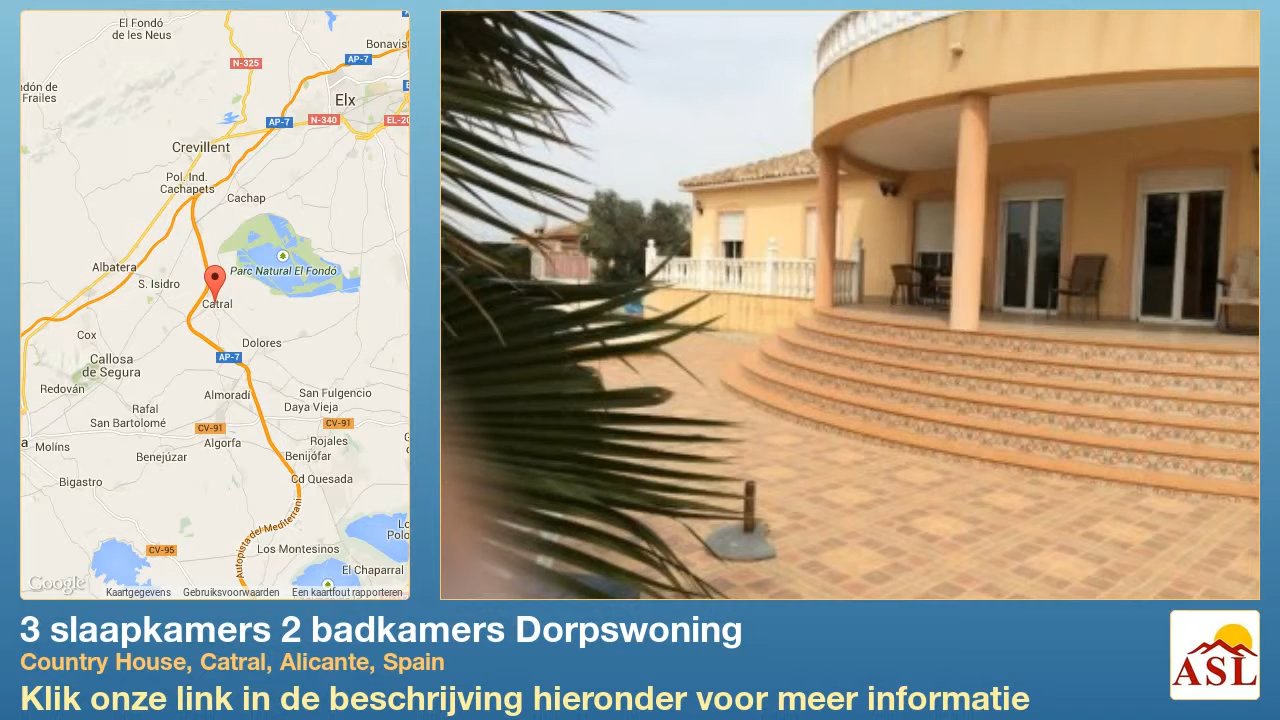 El Fondó
de les Neus
Bonavist
AP-7
N-325
ndón de
Frailes
Elx
AP-7
N-340
EL-20
Crevillent
Pol. Ind.
Cachapets
Cachap
Albatera
S. Isidro
Parc Natural El Fondó
Catral
Cox
Dolores
AP-7
Callosa
de Segura
Redován
Almoradí
San Fulgencio
Daya Vieja
Rafal
San Bartolomé
CV-91
CV-91
Algorfa
Rojales
Molíns
Benejúzar
Benijófar
Bigastro
Cd Quesada
Autopista del Mediterrani
CV-95
Los Montesinos
El Chaparral
Google
Kaartgegevens Gebruiksvoorwaarden Een kaartfout rapporteren
3 slaapkamers 2 badkamers Dorpswoning
Country House, Catral, Alicante, Spain
Klik onze link in de beschrijving hieronder voor meer informatie
ASL